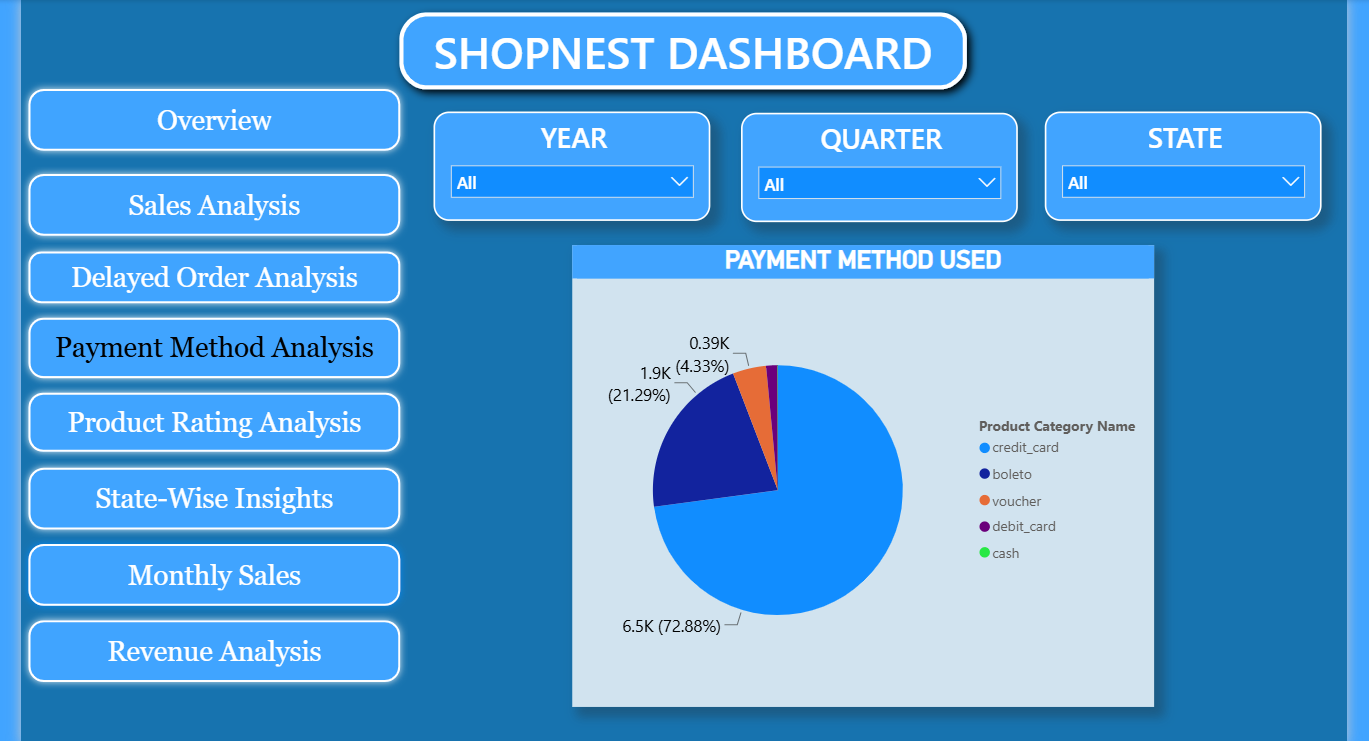 SHOPNEST DASHBOARD
Overview
Sales Analysis
Delayed Order Analysis
Payment Method Analysis
Product Rating Analysis
State-Wise Insights
Monthly Sales
Revenue Analysis
YEAR
All
QUARTER
All
STATE
All
PAYMENT METHOD USED
0.39K
(4.33%)
1.9K
(21.29%)
6.5K (72.88%)
Product Category Name
credit_card
boleto
voucher
debit_card
cash